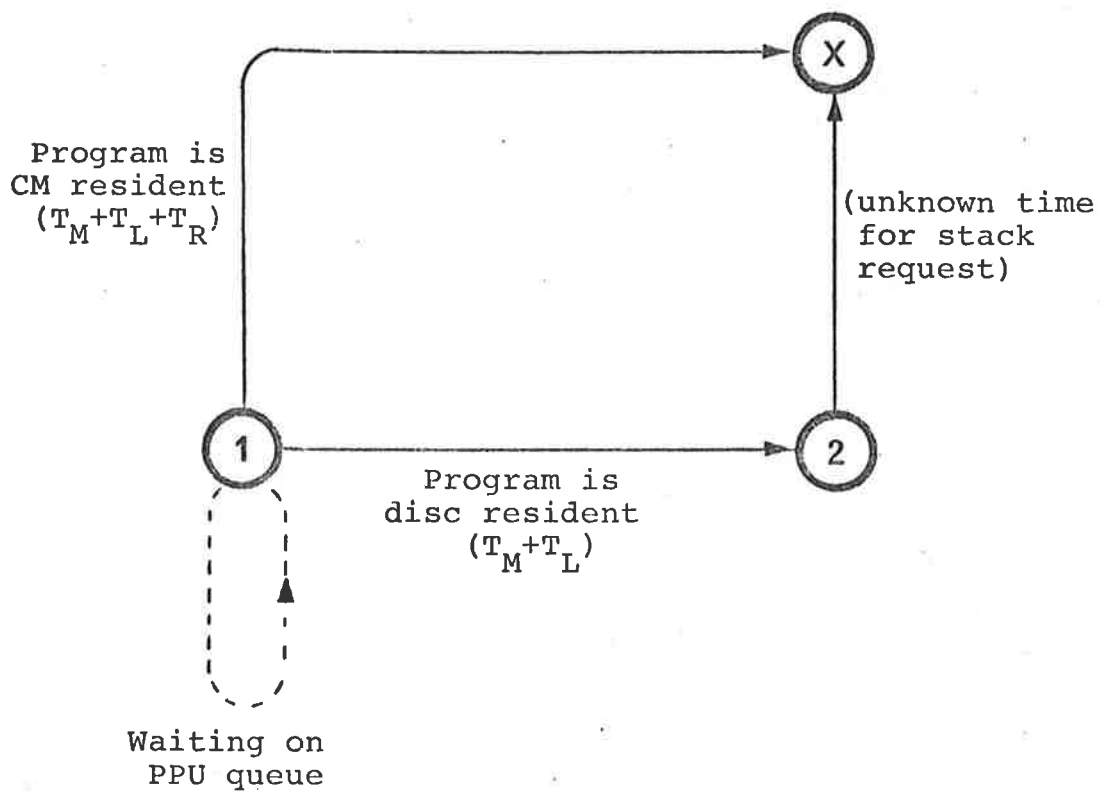 X
Program is
CM resident
(T_M+T_L+T_R)
(unknown time
for stack
request)
1
2
Program is
disc resident
(T_M+T_L)
Waiting on
PPU queue